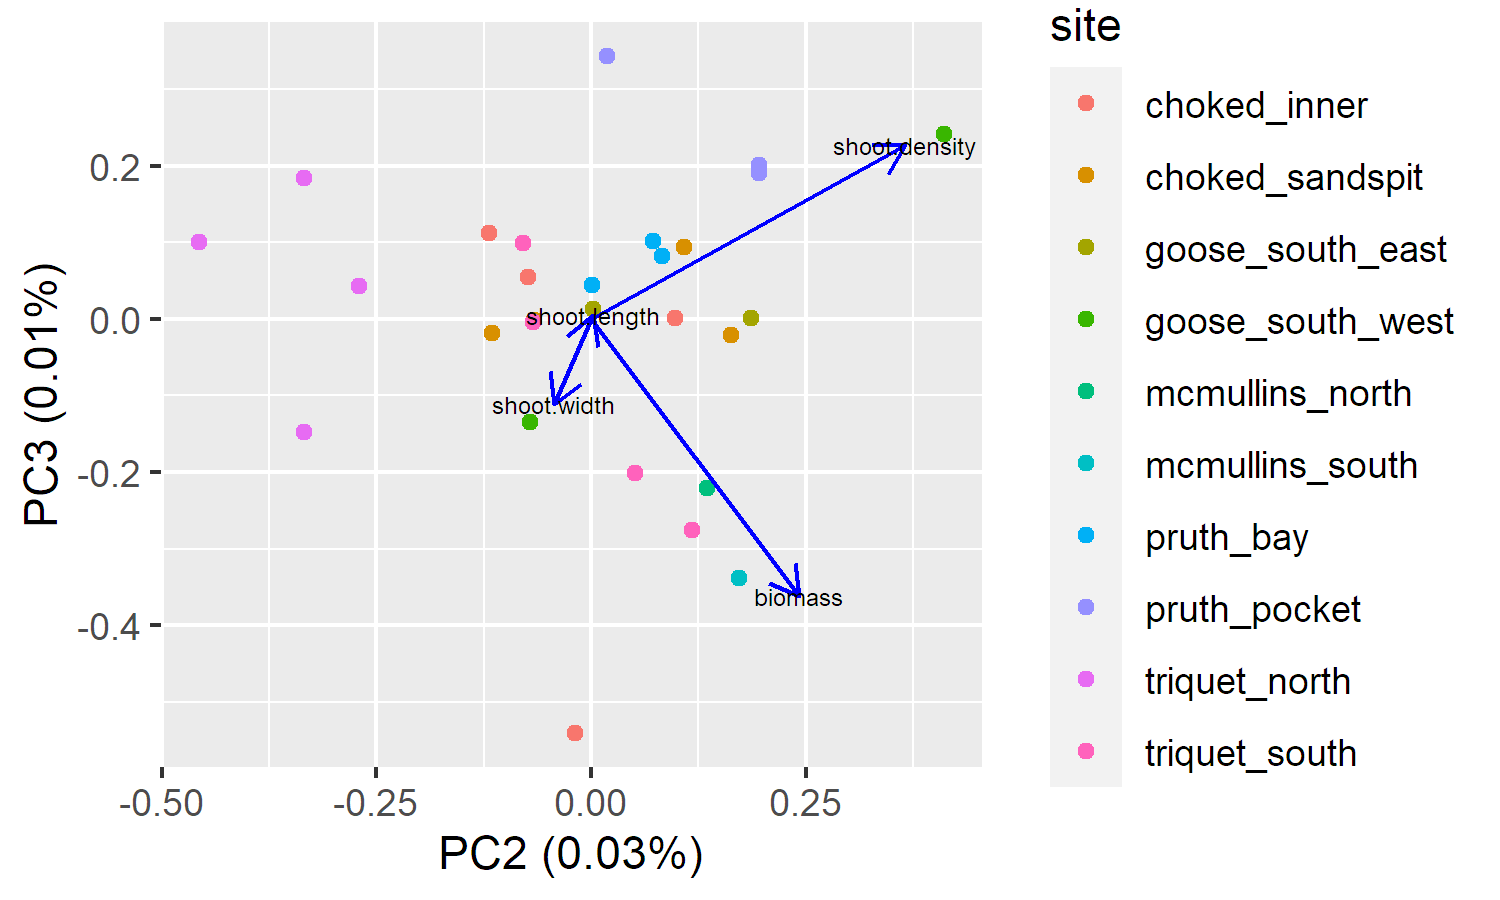 site
choked_inner
choked_sandspit
goose_south_east
goose_south_west
mcmullins_north
mcmullins_south
pruth_bay
pruth_pocket
triquet_north
triquet_south
0.2
0.0
-0.2
-0.4
PC3 (0.01%)
shoot.density
shoot.length
shoot.width
biomass
-0.50
-0.25
0.00
0.25
PC2 (0.03%)